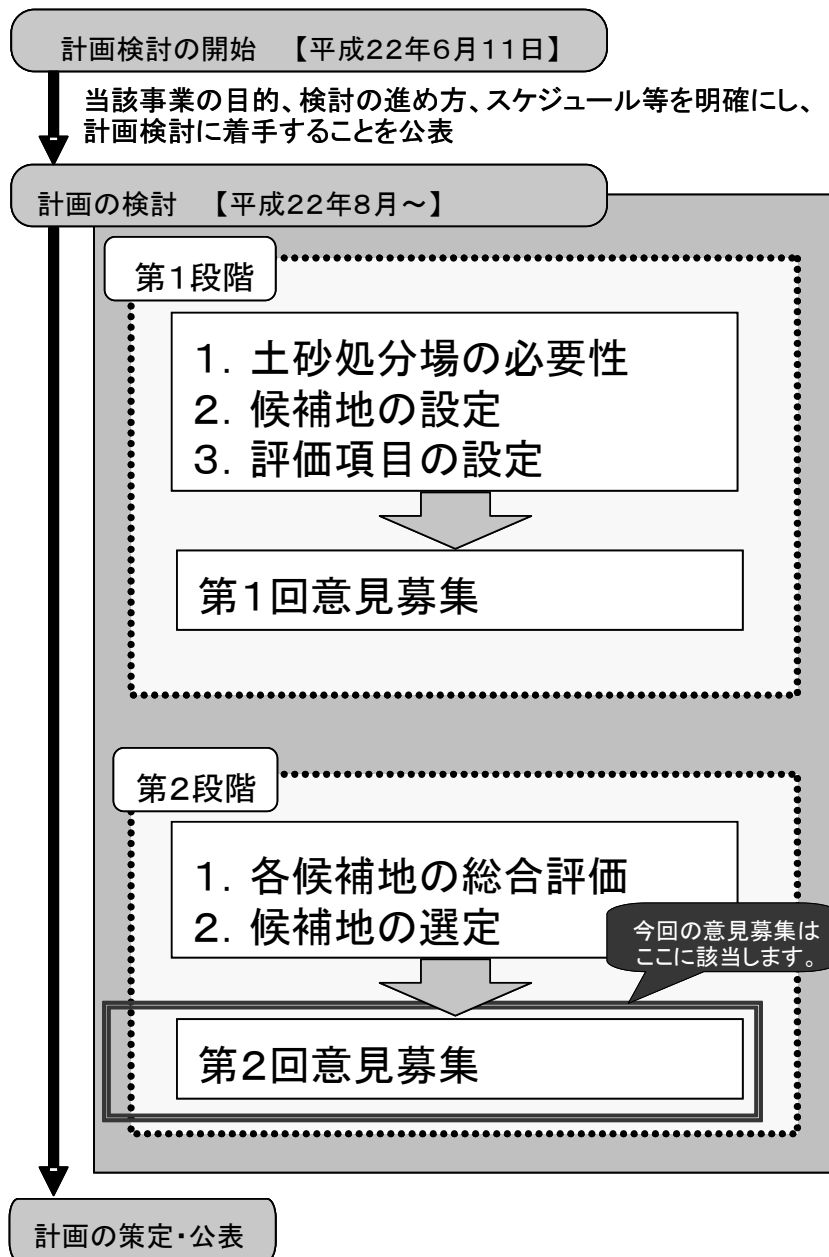 計画検討の開始 【平成22年6月11日】
当該事業の目的、検討の進め方、スケジュール等を明確にし、
計画検討に着手することを公表
計画の検討 【平成22年8月~】
第1段階
1. 土砂処分場の必要性
2. 候補地の設定
3. 評価項目の設定
第1回意見募集
第2段階
1. 各候補地の総合評価
2. 候補地の選定
今回の意見募集は
ここに該当します。
第2回意見募集
計画の策定・公表